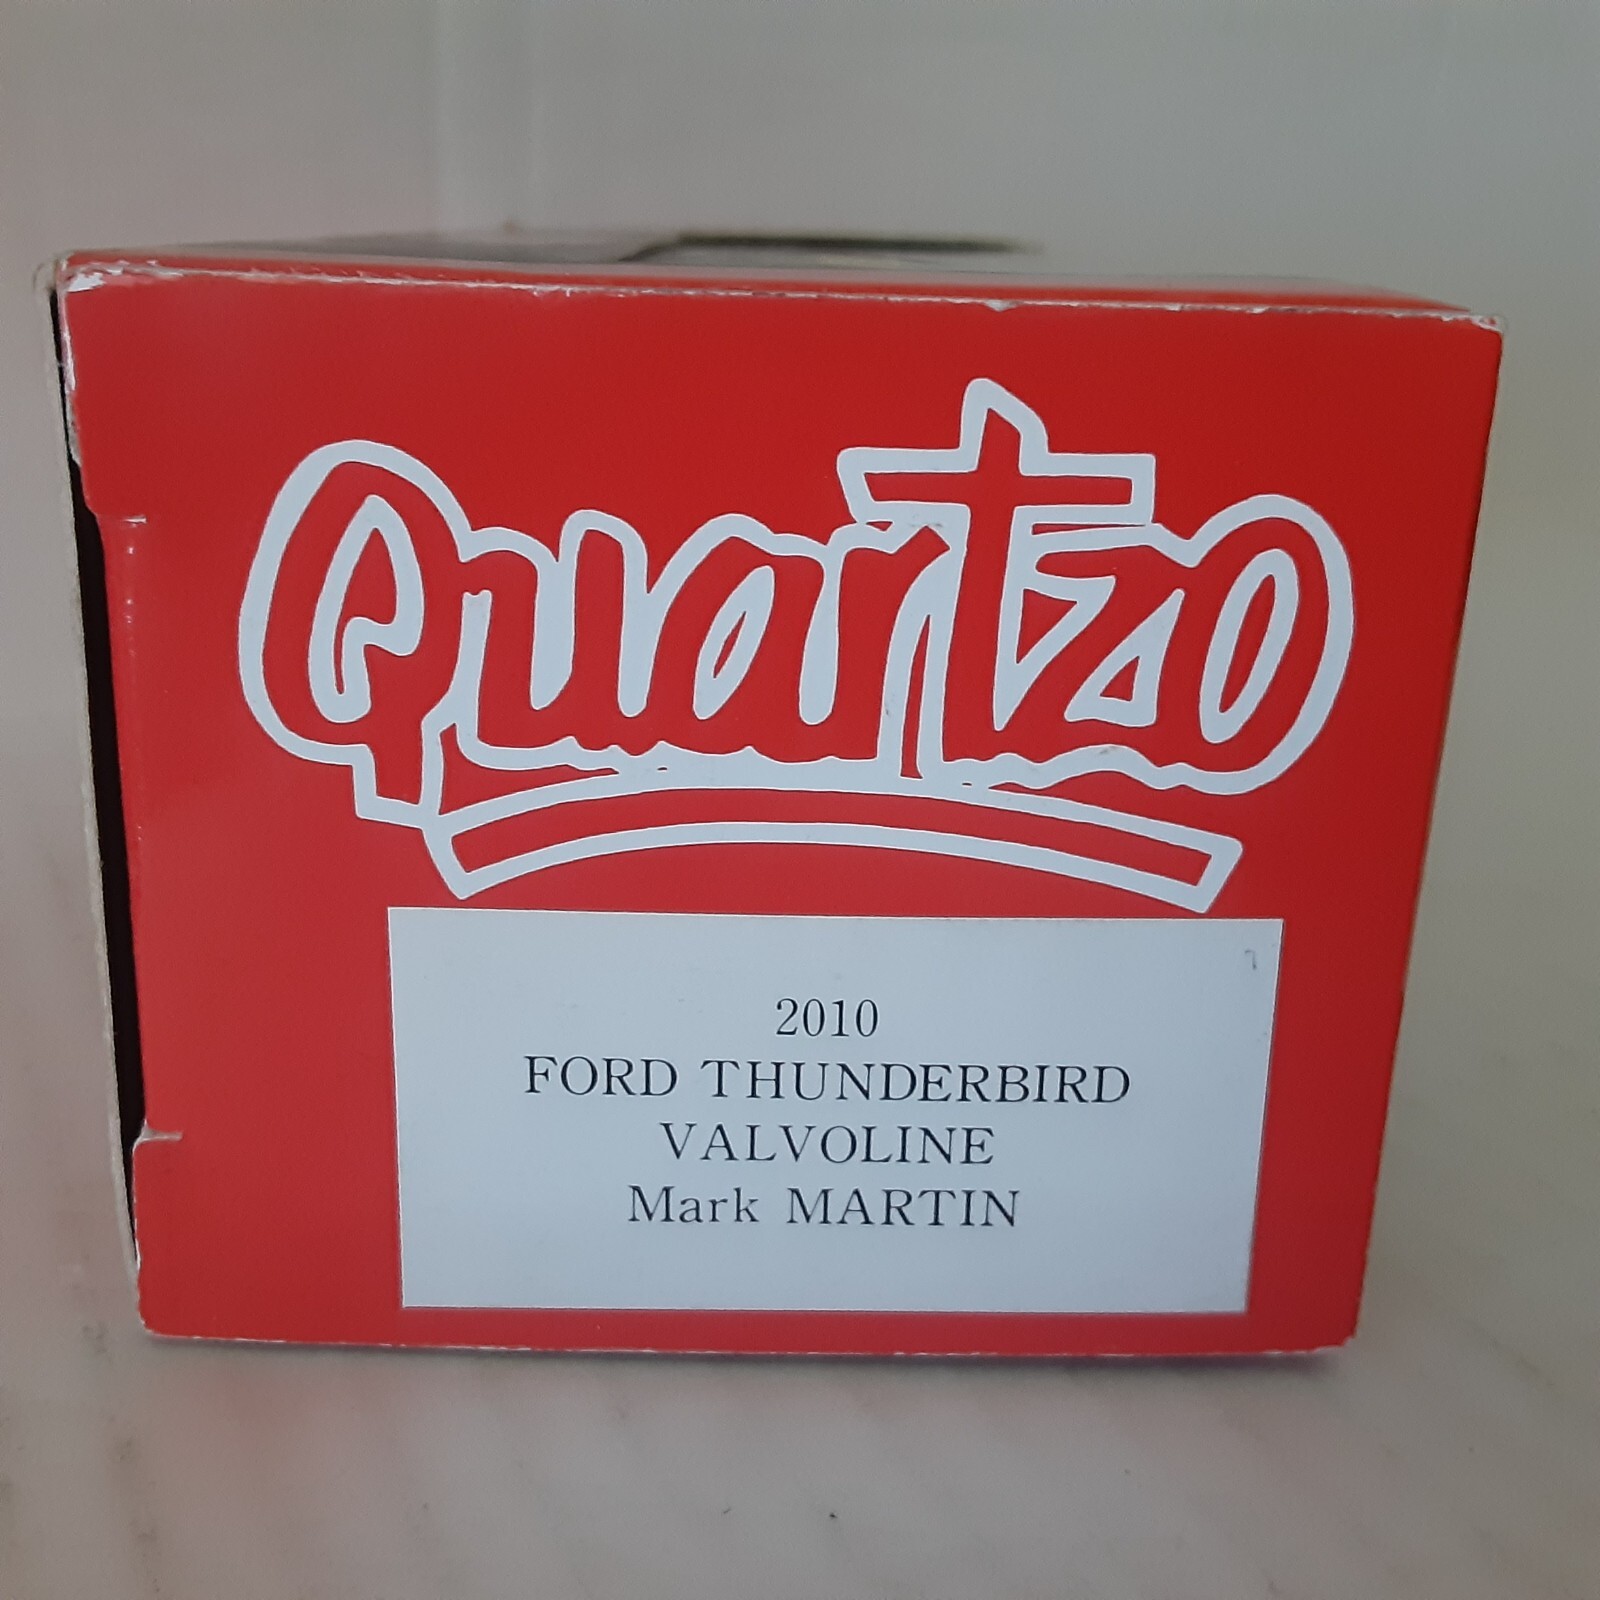 Quartzo
2010
FORD THUNDERBIRD
VALVOLINE
Mark MARTIN